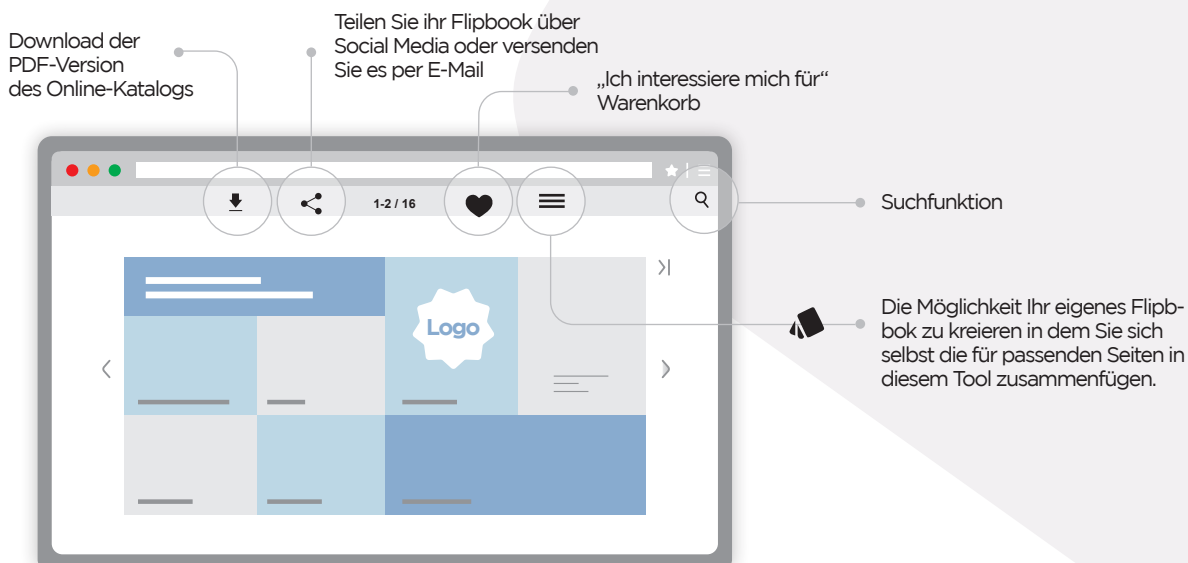 Download der
PDF-Version
des Online-Katalogs
Teilen Sie ihr Flipbook über
Social Media oder versenden
Sie es per E-Mail
„Ich interessiere mich für“
Warenkorb
1-2 / 16
Suchfunktion
Logo
Die Möglichkeit Ihr eigenes Flipb-
bok zu kreieren in dem Sie sich
selbst die für passenden Seiten in
diesem Tool zusammenfügen.